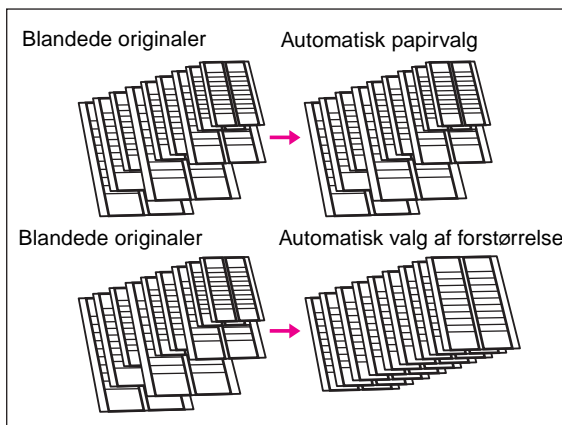 Blandede originaler
Automatisk papirvalg
Blandede originaler
Automatisk valg af forstørrelse